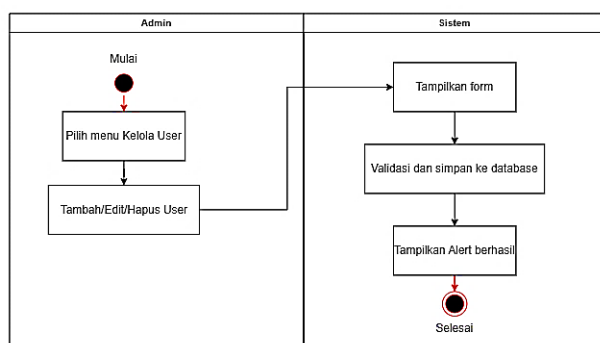 Admin
Sistem
Mulai
Pilih menu Kelola User
Tambah/Edit/Hapus User
Tampilkan form
Validasi dan simpan ke database
Tampilkan Alert berhasil
Selesai